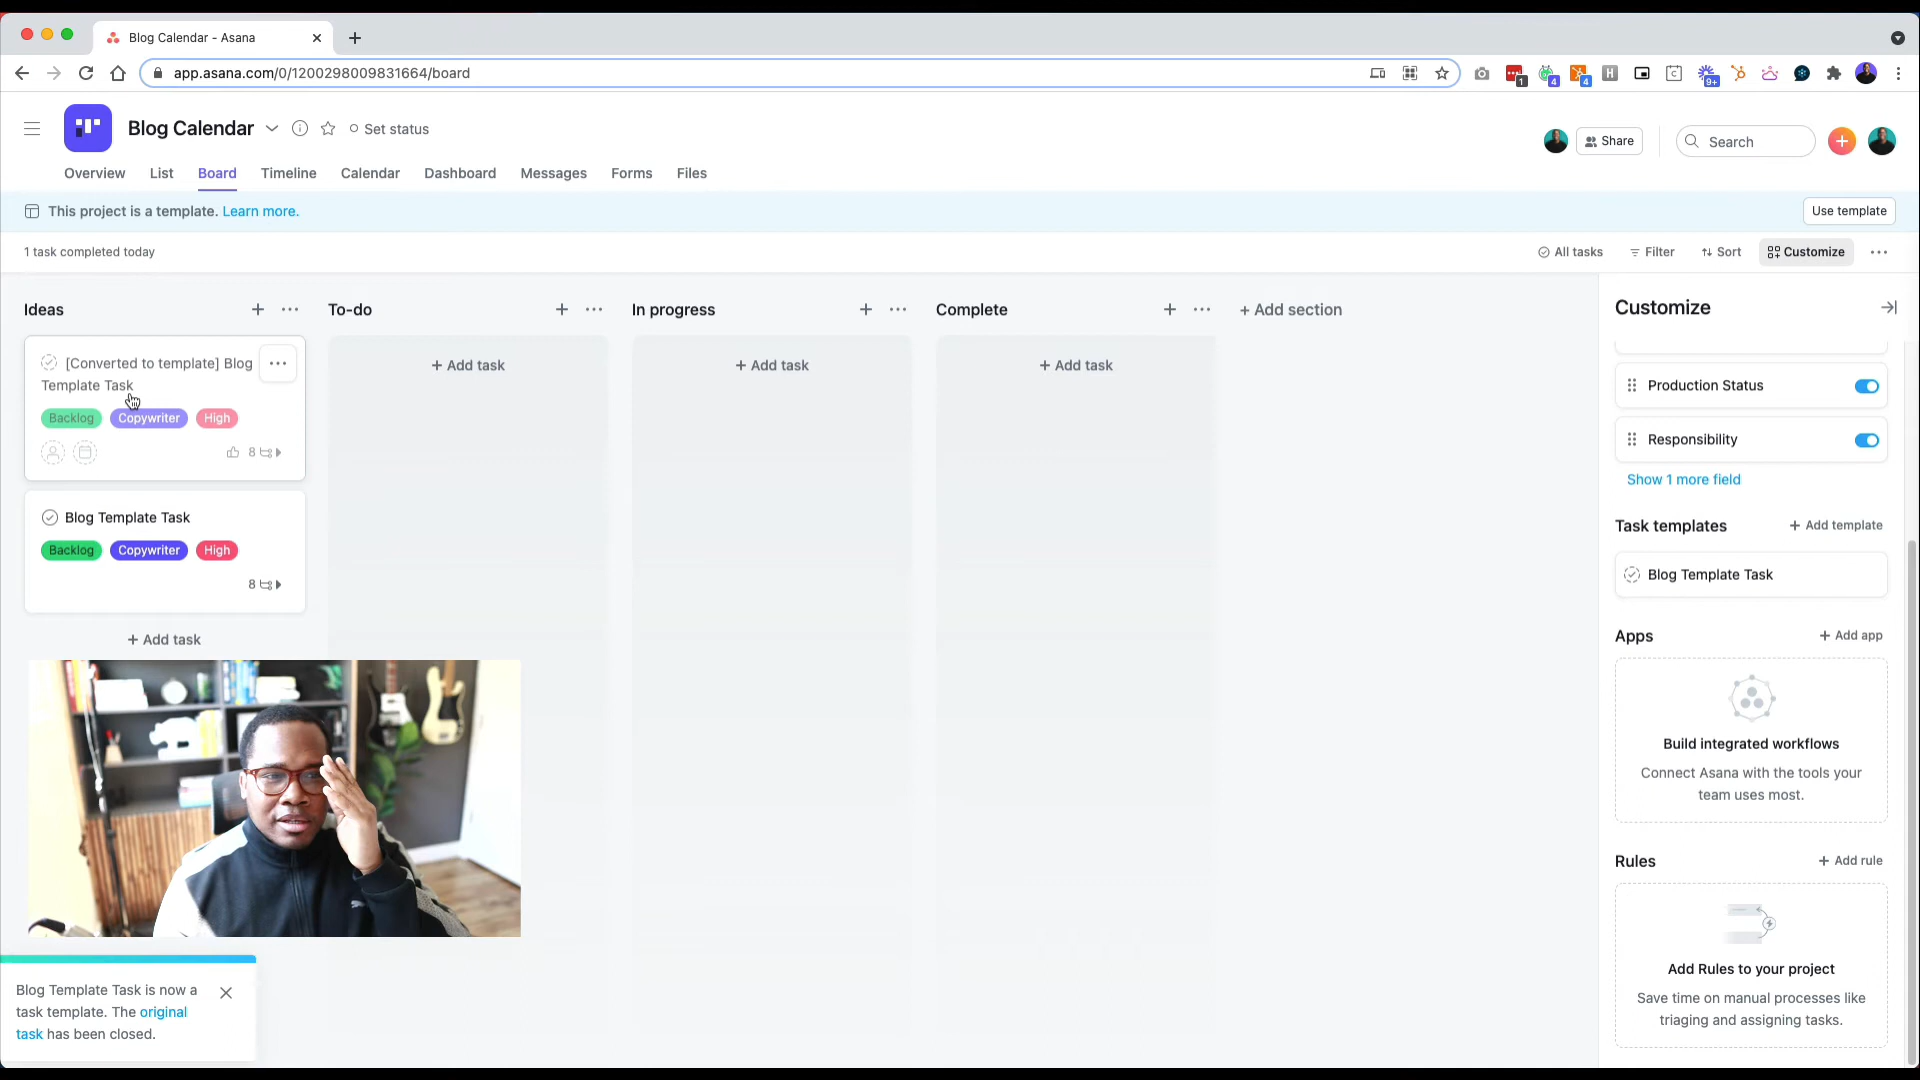 Blog Calendar - Asana
app.asana.com/0/1200298009831664/board
1
4
4
H
C
9+
Blog Calendar
Set status
Share
Search
Overview
List
Board
Timeline
Calendar
Dashboard
Messages
Forms
Files
This project is a template. Learn more.
Use template
1 task completed today
All tasks
Filter
Sort
Customize
Ideas
To-do
In progress
Complete
+ Add section
[Converted to template] Blog
Template Task
Backlog
Copywriter
High
8
Blog Template Task
Backlog
Copywriter
High
8
+ Add task
+ Add task
+ Add task
+ Add task
Customize
Production Status
Responsibility
Show 1 more field
Task templates
+ Add template
Blog Template Task
Apps
+ Add app
Build integrated workflows
Connect Asana with the tools your
team uses most.
Rules
+ Add rule
Add Rules to your project
Save time on manual processes like
triaging and assigning tasks.
Blog Template Task is now a
task template. The original
task has been closed.